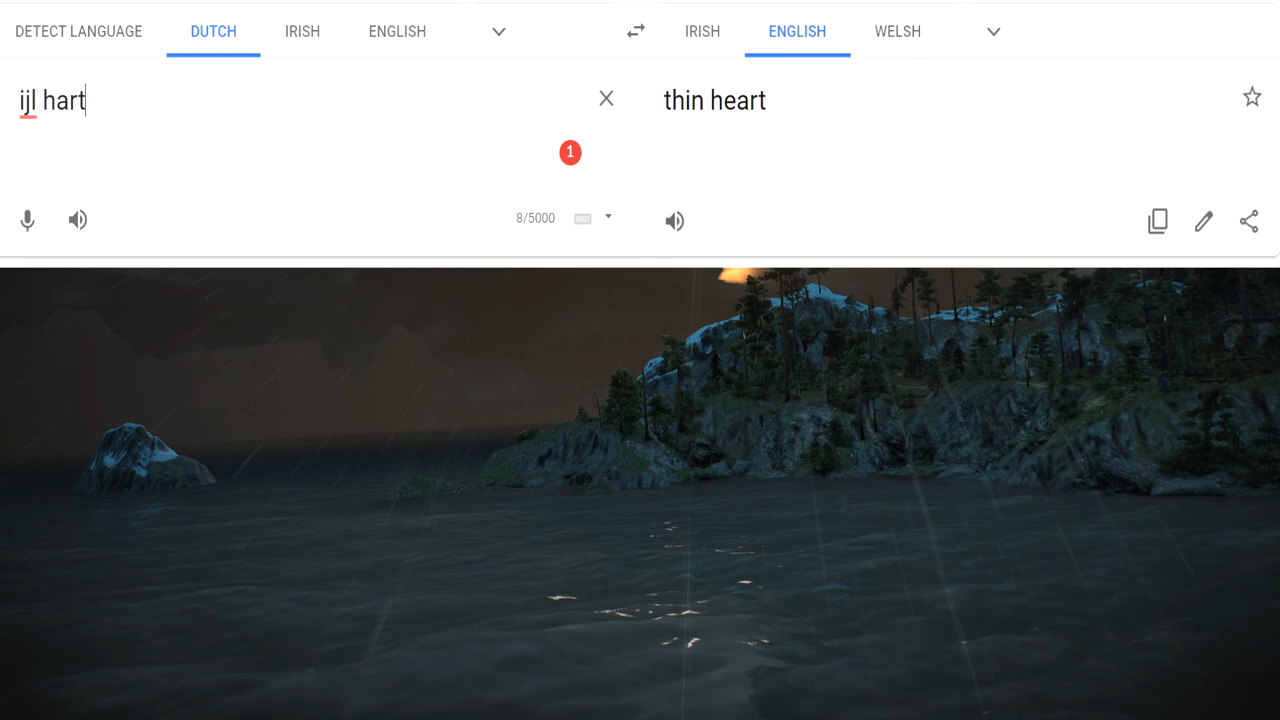 DETECT LANGUAGE DUTCH IRISH ENGLISH IRISH ENGLISH WELSH
ijl hart thin heart
1
8/5000